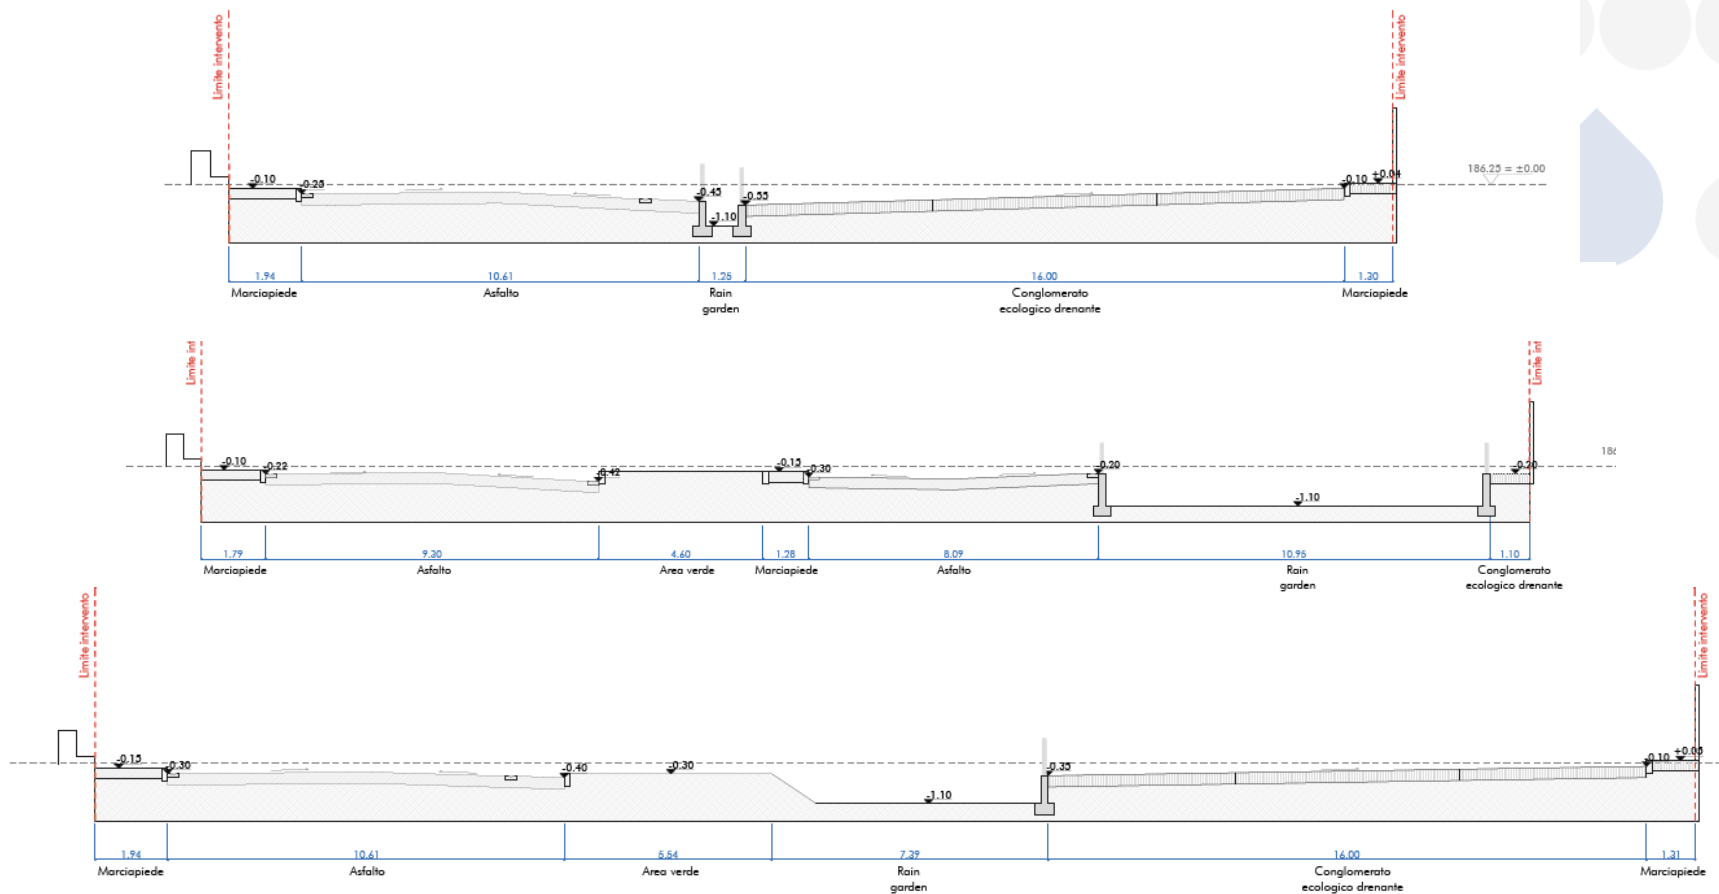 Limite intervento
Limite intervento
186.25 = ±0.00
-0.10
-0.25
-0.45
-0.55
-1.10
-0.10
+0.04
1.94
10.61
1.25
16.00
1.30
Marciapiede
Asfalto
Rain
garden
Conglomerato
ecologico drenante
Marciapiede
Limite int
Limite int
186
-0.10
-0.22
-0.42
-0.15
-0.30
-0.20
-1.10
-0.20
1.79
9.30
4.60
1.28
8.09
10.95
1.10
Marciapiede
Asfalto
Area verde
Marciapiede
Asfalto
Rain
garden
Conglomerato
ecologico drenante
Limite intervento
Limite intervento
-0.15
-0.30
-0.40
-0.30
-1.10
-0.35
-0.10
+0.05
1.94
10.61
5.54
7.39
16.00
1.31
Marciapiede
Asfalto
Area verde
Rain
garden
Conglomerato
ecologico drenante
Marciapiede